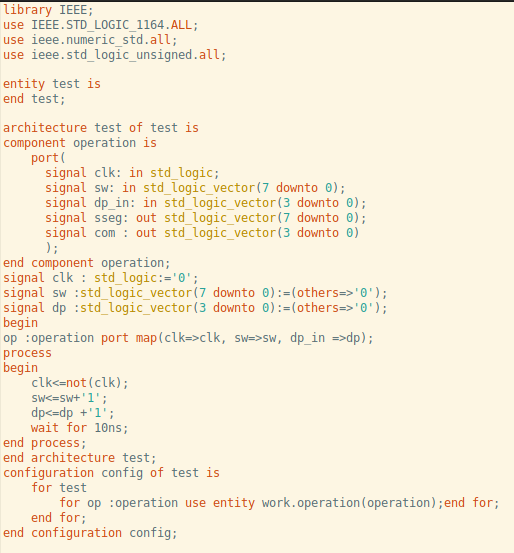 library IEEE;
use IEEE.STD_LOGIC_1164.ALL;
use ieee.numeric_std.all;
use ieee.std_logic_unsigned.all;

entity test is
end test;

architecture test of test is
component operation is
    port(
      signal clk: in std_logic;
      signal sw: in std_logic_vector(7 downto 0);
      signal dp_in: in std_logic_vector(3 downto 0);
      signal sseg: out std_logic_vector(7 downto 0);
      signal com : out std_logic_vector(3 downto 0)
      );
end component operation;
signal clk : std_logic:='0';
signal sw :std_logic_vector(7 downto 0):=(others=>'0');
signal dp :std_logic_vector(3 downto 0):=(others=>'0');
begin
op :operation port map(clk=>clk, sw=>sw, dp_in =>dp);
process
begin
    clk<=not(clk);
    sw<=sw+'1';
    dp<=dp +'1';
    wait for 10ns;
end process;
end architecture test;
configuration config of test is
    for test
        for op :operation use entity work.operation(operation);end for;
    end for;
end configuration config;